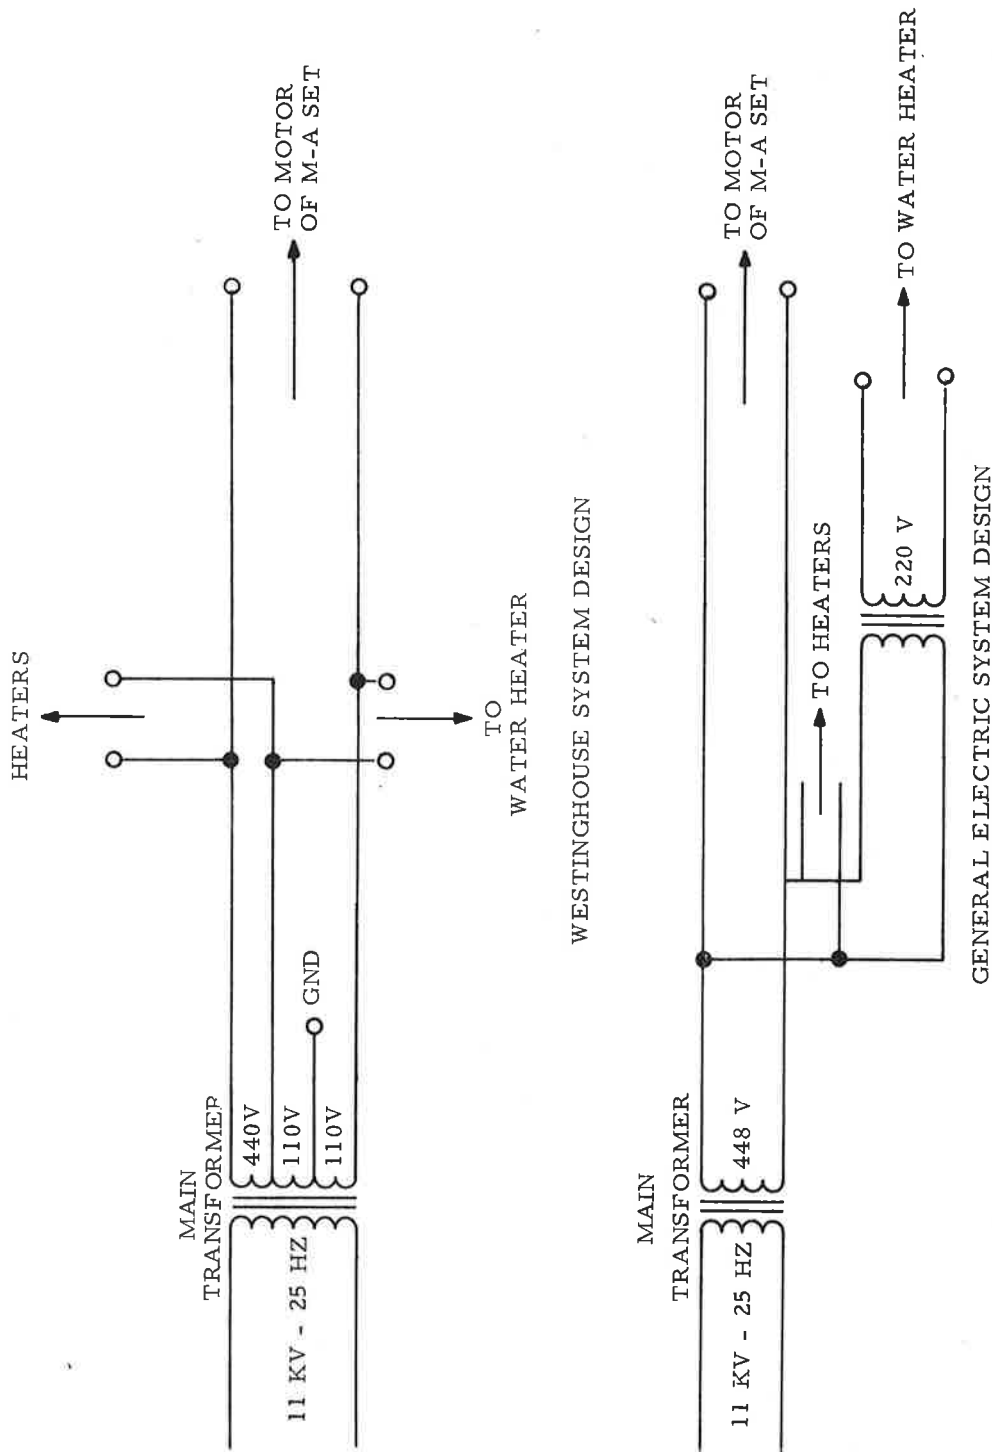 HEATERS
TO MOTOR
OF M-A SET
MAIN
TRANSFORMER
11 KV - 25 HZ
440V
110V
110V
GND
TO
WATER HEATER
WESTINGHOUSE SYSTEM DESIGN
MAIN
TRANSFORMER
11 KV - 25 HZ
448 V
TO MOTOR
OF M-A SET
TO HEATERS
220 V
TO WATER HEATER
GENERAL ELECTRIC SYSTEM DESIGN